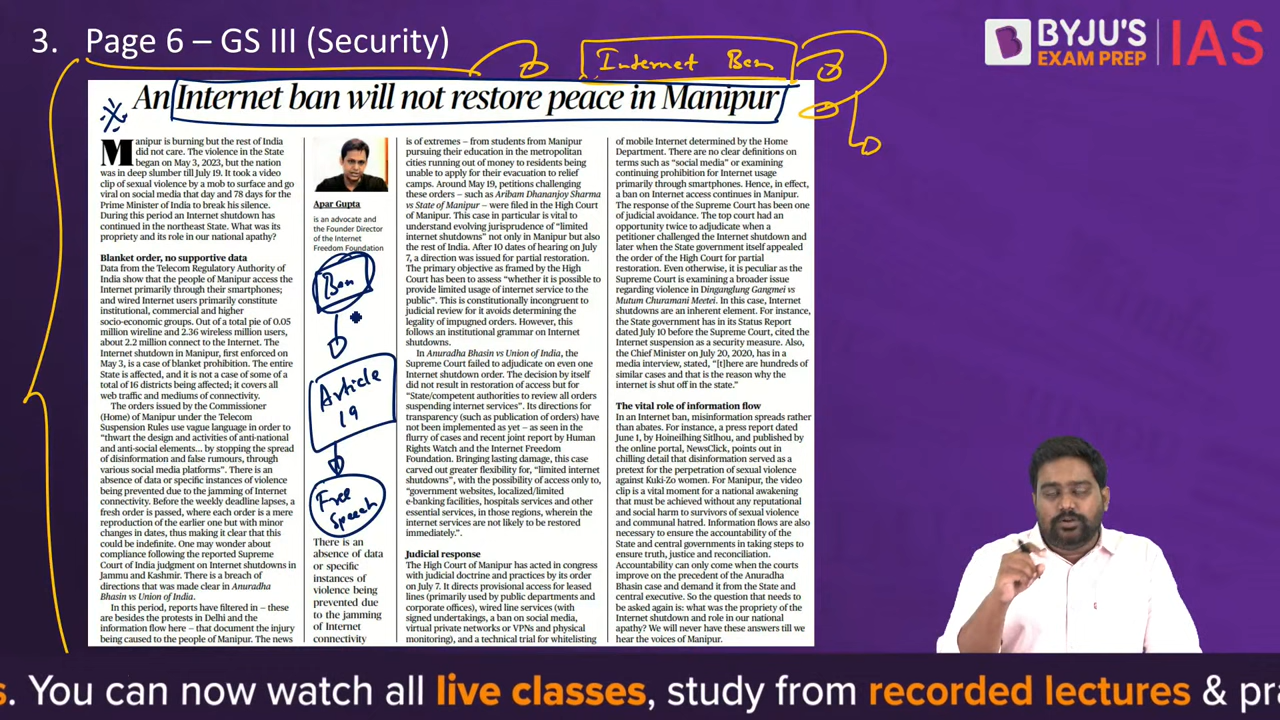 3. Page 6 – GS III (Security)
Internet Ban
BYJU'S
EXAM PREP
IAS
An Internet ban will not restore peace in Manipur
Manipur is burning but the rest of India
did not care. The violence in the State
began on May 3, 2023, but the nation
was in deep slumber till July 19. It took a video
clip of sexual violence by a mob to surface and go
viral on social media that day and 78 days for the
Prime Minister of India to break his silence.
During this period an Internet shutdown has
continued in the northeast State. What was its
propriety and its role in our national apathy?
Blanket order, no supportive data
Data from the Telecom Regulatory Authority of
India show that the people of Manipur access the
Internet primarily through their smartphones;
and wired Internet users primarily constitute
institutional, commercial and higher
socio-economic groups. Out of a total pie of 0.05
million wireline and 2.36 wireless million users,
about 2.2 million connect to the Internet. The
Internet shutdown in Manipur, first enforced on
May 3, is a case of blanket prohibition. The entire
State is affected, and it is not a case of some of a
total of 16 districts being affected; it covers all
web traffic and mediums of connectivity.
The orders issued by the Commissioner
(Home) of Manipur under the Telecom
Suspension Rules use vague language in order to
“thwart the design and activities of anti-national
and anti-social elements... by stopping the spread
of disinformation and false rumours, through
various social media platforms”. There is an
absence of data or specific instances of violence
being prevented due to the jamming of Internet
connectivity. Before the weekly deadline lapses, a
fresh order is passed, where each order is a mere
reproduction of the earlier one but with minor
changes in dates, thus making it clear that this
could be indefinite. One may wonder about
compliance following the reported Supreme
Court of India judgment on Internet shutdowns in
Jammu and Kashmir. There is a breach of
directions that was made clear in Anuradha
Bhasin vs Union of India.
In this period, reports have filtered in – these
are besides the protests in Delhi and the
information flow here – that document the injury
being caused to the people of Manipur. The news
Apar Gupta
is an advocate and
the Founder Director
of the Internet
Freedom Foundation
Ban
Article
19
Free
Speech
There is an
absence of data
or specific
instances of
violence being
prevented due
to the jamming
of Internet
connectivity
is of extremes – from students from Manipur
pursuing their education in the metropolitan
cities running out of money to residents being
unable to apply for their evacuation to relief
camps. Around May 19, petitions challenging
these orders – such as Aribam Dhananjoy Sharma
vs State of Manipur – were filed in the High Court
of Manipur. This case in particular is vital to
understand evolving jurisprudence of “limited
internet shutdowns” not only in Manipur but also
the rest of India. After 10 dates of hearing on July
7, a direction was issued for partial restoration.
The primary objective as framed by the High
Court has been to assess “whether it is possible to
provide limited usage of internet service to the
public”. This is constitutionally incongruent to
judicial review for it avoids determining the
legality of impugned orders. However, this
follows an institutional grammar on Internet
shutdowns.
In Anuradha Bhasin vs Union of India, the
Supreme Court failed to adjudicate on even one
Internet shutdown order. The decision by itself
did not result in restoration of access but for
“State/competent authorities to review all orders
suspending internet services”. Its directions for
transparency (such as publication of orders) have
not been implemented as yet – as seen in the
flurry of cases and recent joint report by Human
Rights Watch and the Internet Freedom
Foundation. Bringing lasting damage, this case
carved out greater flexibility for, “limited internet
shutdowns”, with the possibility of access only to,
“government websites, localized/limited
e-banking facilities, hospitals services and other
essential services, in those regions, wherein the
internet services are not likely to be restored
immediately.”.
Judicial response
The High Court of Manipur has acted in congress
with judicial doctrine and practices by its order
on July 7. It directs provisional access for leased
lines (primarily used by public departments and
corporate offices), wired line services (with
signed undertakings, a ban on social media,
virtual private networks or VPNs and physical
monitoring), and a technical trial for whitelisting
of mobile Internet determined by the Home
Department. There are no clear definitions on
terms such as “social media” or examining
continuing prohibition for Internet usage
primarily through smartphones. Hence, in effect,
a ban on Internet access continues in Manipur.
The response of the Supreme Court has been one
of judicial avoidance. The top court had an
opportunity twice to adjudicate when a
petitioner challenged the Internet shutdown and
later when the State government itself appealed
the order of the High Court for partial
restoration. Even otherwise, it is peculiar as the
Supreme Court is examining a broader issue
regarding violence in Dinganglung Gangmei vs
Mutum Churamani Meetei. In this case, Internet
shutdowns are an inherent element. For instance,
the State government has in its Status Report
dated July 10 before the Supreme Court, cited the
Internet suspension as a security measure. Also,
the Chief Minister on July 20, 2020, has in a
media interview, stated, “[t]here are hundreds of
similar cases and that is the reason why the
internet is shut off in the state.”
The vital role of information flow
In an Internet ban, misinformation spreads rather
than abates. For instance, a press report dated
June 1, by Hoineilhing Sitlhou, and published by
the online portal, NewsClick, points out in
chilling detail that disinformation served as a
pretext for the perpetration of sexual violence
against Kuki-Zo women. For Manipur, the video
clip is a vital moment for a national awakening
that must be achieved without any reputational
and social harm to survivors of sexual violence
and communal hatred. Information flows are also
necessary to ensure the accountability of the
State and central governments in taking steps to
ensure truth, justice and reconciliation.
Accountability can only come when the courts
improve on the precedent of the Anuradha
Bhasin case and demand it from the State and
central executive. So the question that needs to
be asked again is: what was the propriety of the
Internet shutdown and role in our national
apathy? We will never have these answers till we
hear the voices of Manipur.
s. You can now watch all live classes, study from recorded lectures & pra